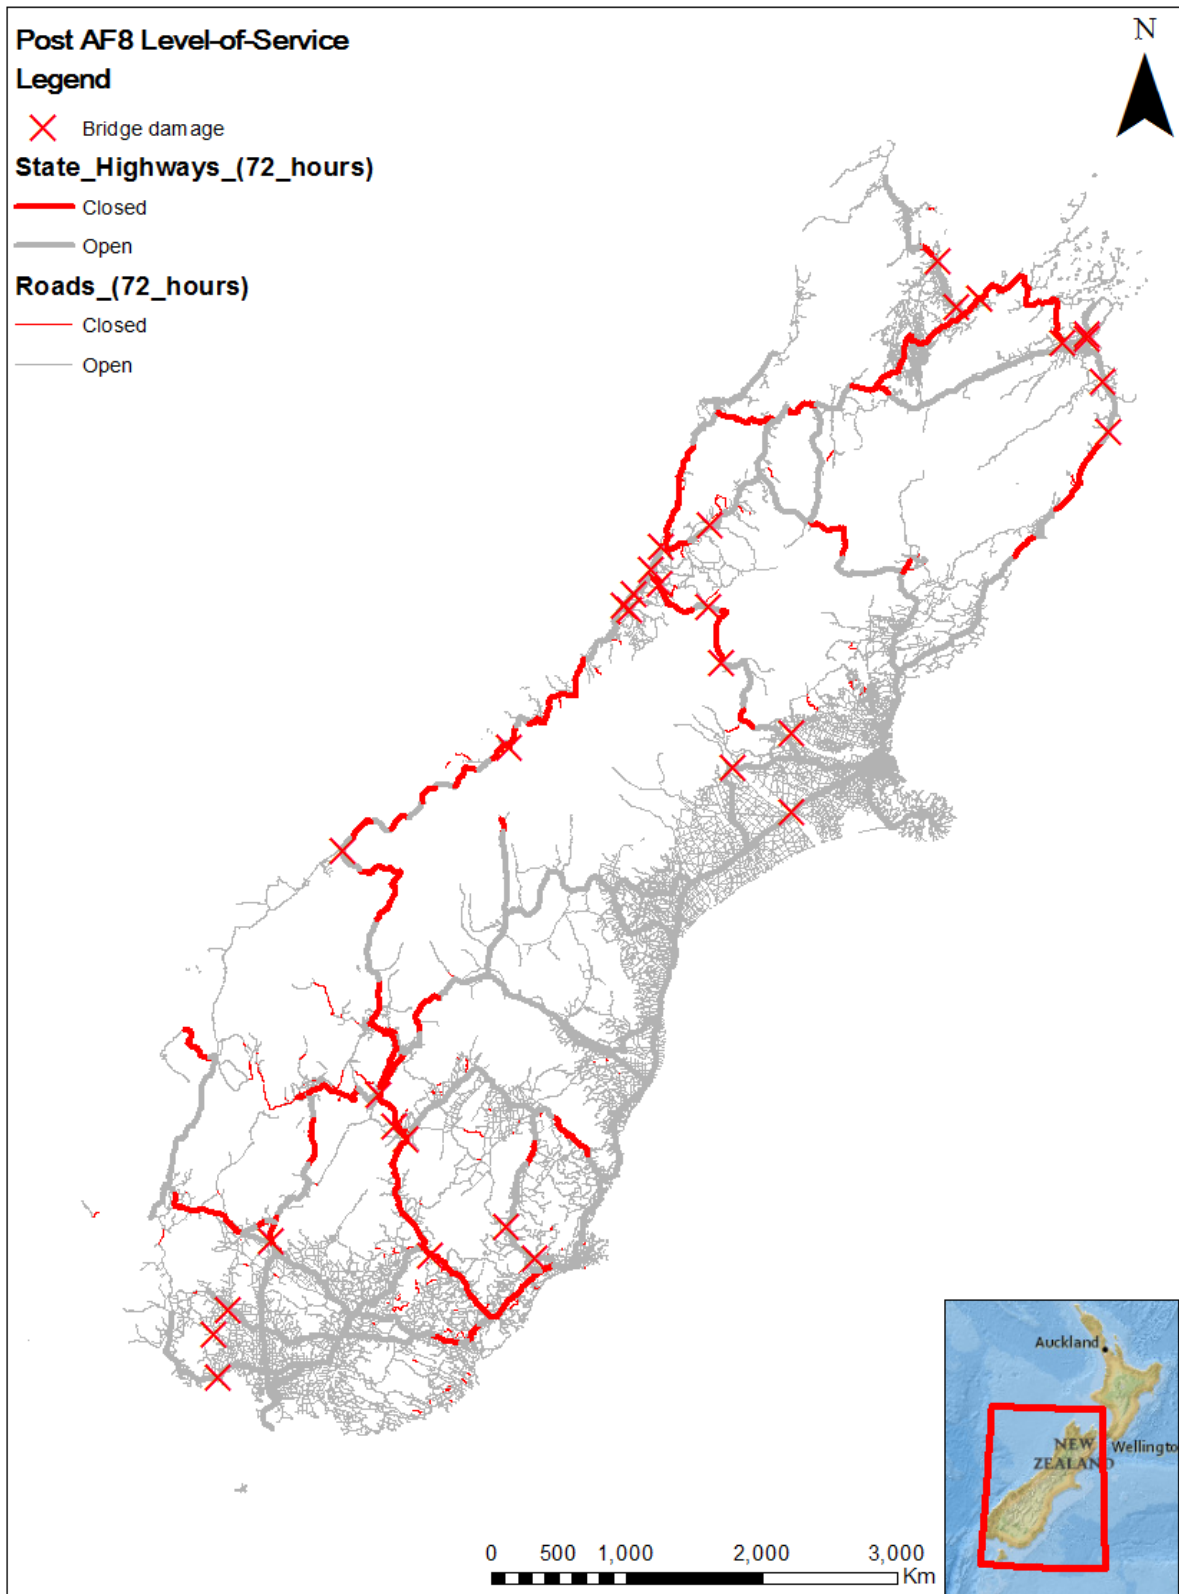 Post AF8 Level-of-Service
Legend
Bridge damage
State_Highways_(72_hours)
Closed
Open
Roads_(72_hours)
Closed
Open
N
Auckland
NEW
ZEALAND
Wellingto
0 500 1,000 2,000 3,000
Km